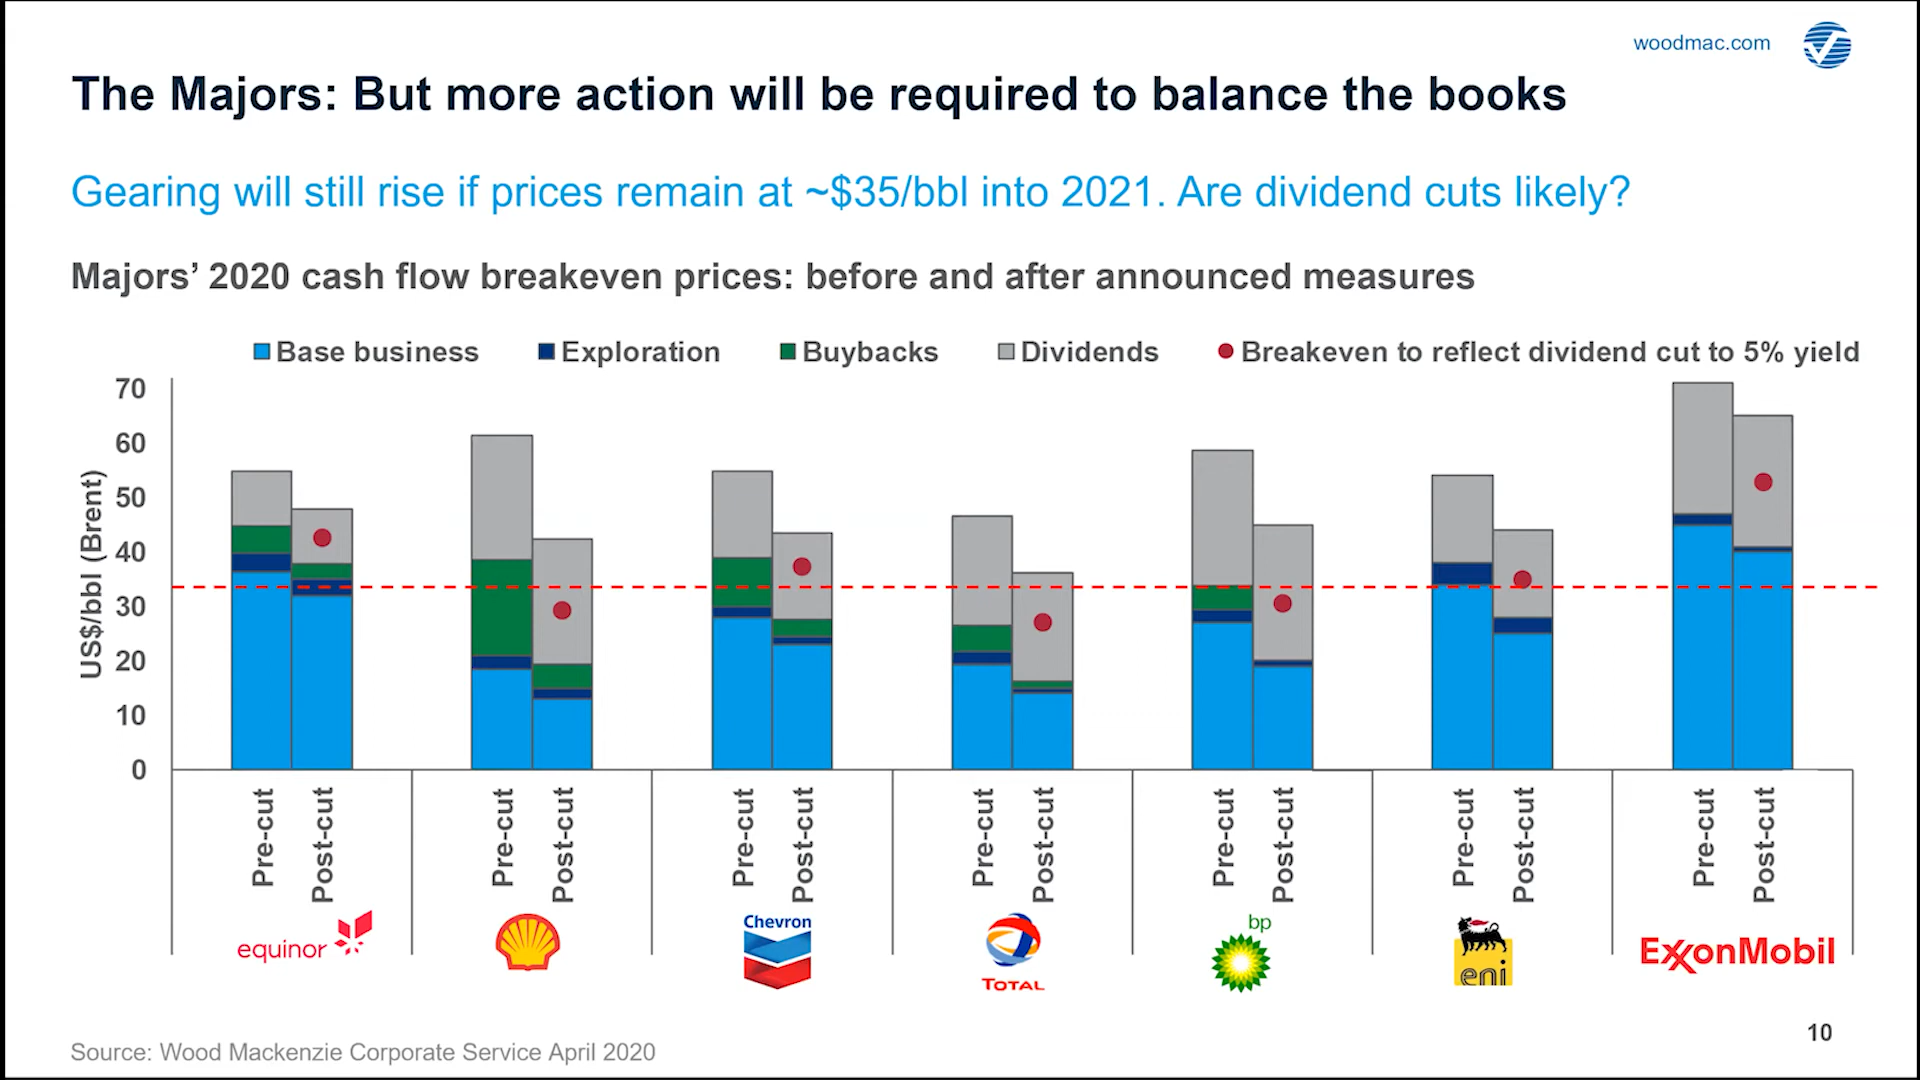 woodmac.com
The Majors: But more action will be required to balance the books
Gearing will still rise if prices remain at ~$35/bbl into 2021. Are dividend cuts likely?
Majors’ 2020 cash flow breakeven prices: before and after announced measures
Base business Exploration Buybacks Dividends Breakeven to reflect dividend cut to 5% yield
US$/bbl (Brent)
70
60
50
40
30
20
10
0
Pre-cut Post-cut Pre-cut Post-cut Pre-cut Post-cut Pre-cut Post-cut Pre-cut Post-cut Pre-cut Post-cut Pre-cut Post-cut
equinor
Chevron
TOTAL
bp
eni
ExxonMobil
10
Source: Wood Mackenzie Corporate Service April 2020